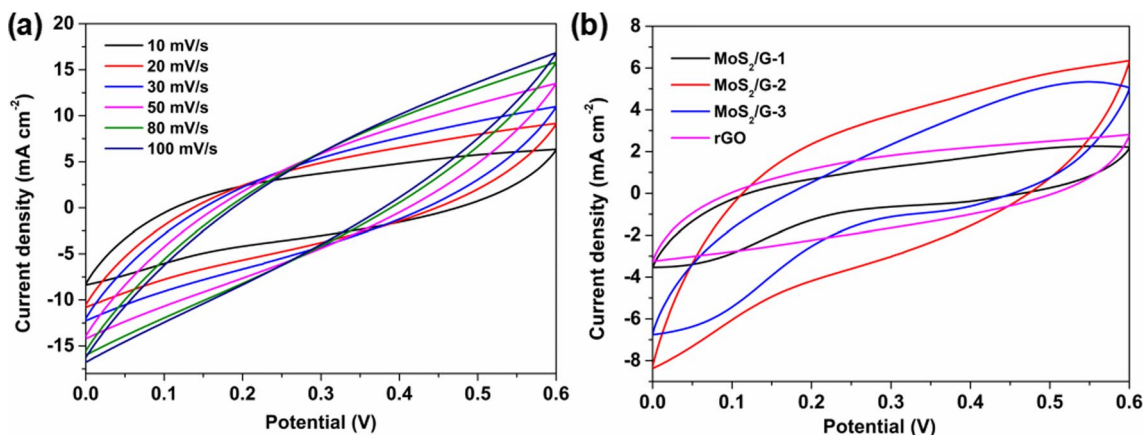 (a)
20
15
10
5
0
-5
-10
-15
Current density (mA cm⁻²)
10 mV/s
20 mV/s
30 mV/s
50 mV/s
80 mV/s
100 mV/s
0.0 0.1 0.2 0.3 0.4 0.5 0.6
Potential (V)
(b)
8
6
4
2
0
-2
-4
-6
-8
Current density (mA cm⁻²)
MoS₂/G-1
MoS₂/G-2
MoS₂/G-3
rGO
0.0 0.1 0.2 0.3 0.4 0.5 0.6
Potential (V)